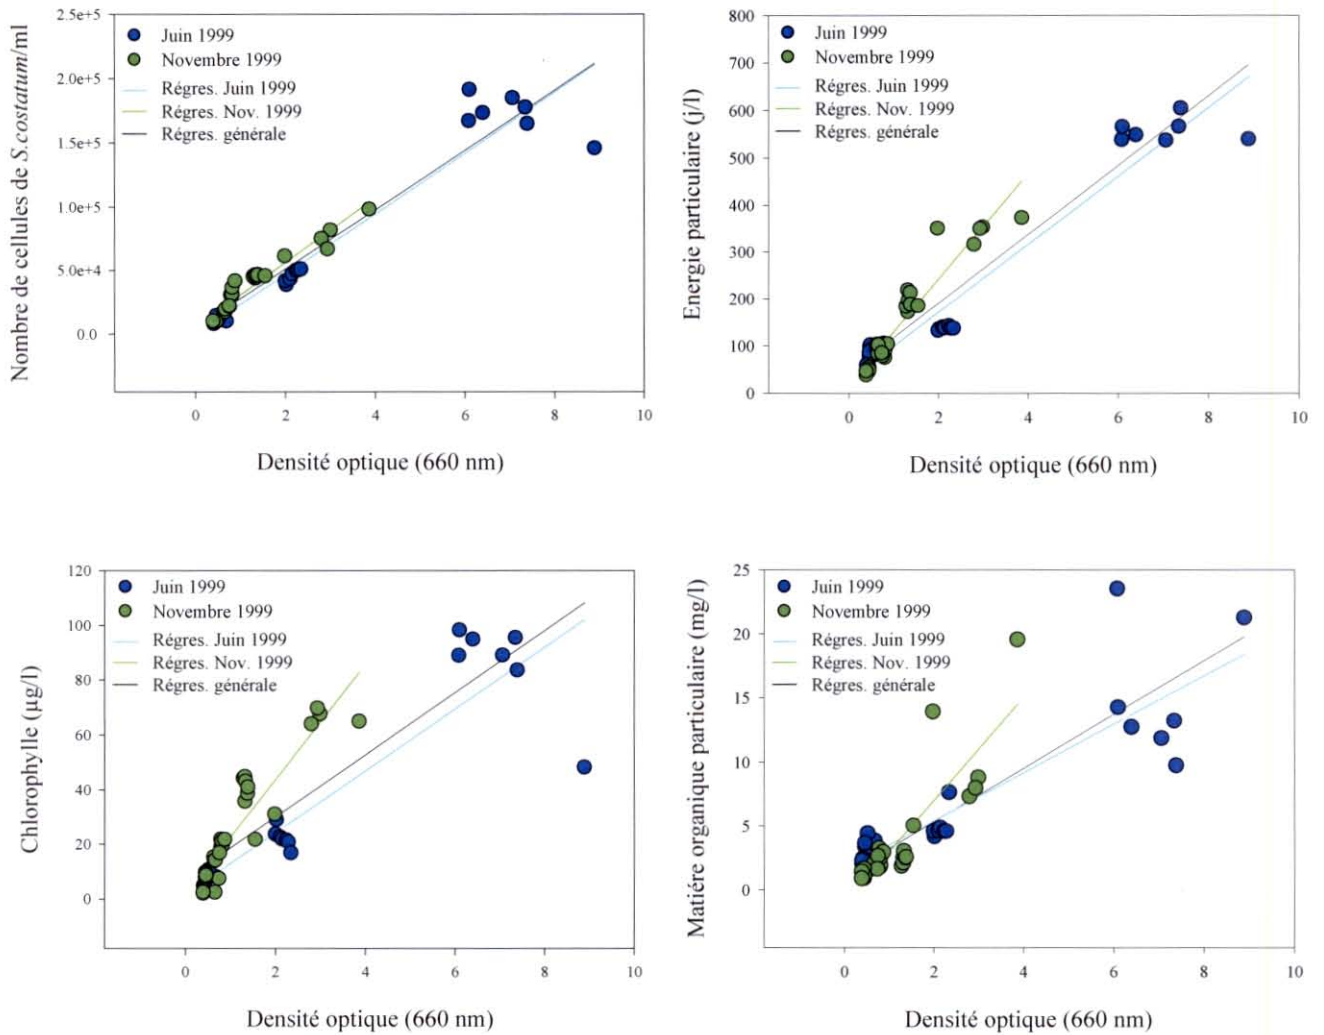 Nombre de cellules de S.costatum/ml
2.5e+5
2.0e+5
1.5e+5
1.0e+5
5.0e+4
0.0
Juin 1999
Novembre 1999
Régres. Juin 1999
Régres. Nov. 1999
Régres. générale
0 2 4 6 8 10
Densité optique (660 nm)
Energie particulaire (j/l)
800
700
600
500
400
300
200
100
0
Juin 1999
Novembre 1999
Régres. Juin 1999
Régres. Nov. 1999
Régres. générale
0 2 4 6 8 10
Densité optique (660 nm)
Chlorophylle (µg/l)
120
100
80
60
40
20
0
Juin 1999
Novembre 1999
Régres. Juin 1999
Régres. Nov. 1999
Régres. générale
0 2 4 6 8 10
Densité optique (660 nm)
Matiére organique particulaire (mg/l)
25
20
15
10
5
0
Juin 1999
Novembre 1999
Régres. Juin 1999
Régres. Nov. 1999
Régres. générale
0 2 4 6 8 10
Densité optique (660 nm)